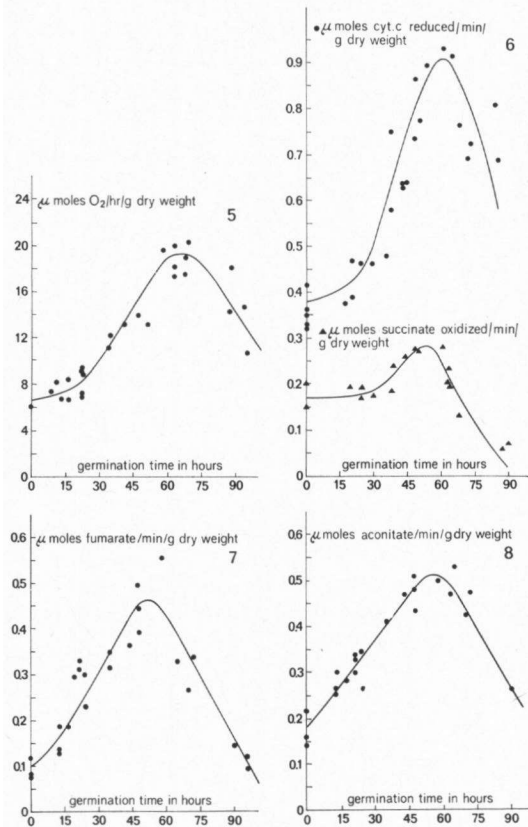 μ moles cyt.c reduced/min/
g dry weight
6
0.9
0.8
0.7
0.6
0.5
0.4
0.3
μ moles succinate oxidized/min/
g dry weight
0.2
0.1
0
germination time in hours
0 15 30 45 60 75 90
μ moles O2/hr/g dry weight
5
24
20
16
12
8
4
0
germination time in hours
0 15 30 45 60 75 90
μ moles fumarate/min/g dry weight
7
0.6
0.5
0.4
0.3
0.2
0.1
0
germination time in hours
0 15 30 45 60 75 90
μ moles aconitate/min/g dry weight
8
0.6
0.5
0.4
0.3
0.2
0.1
0
germination time in hours
0 15 30 45 60 75 90